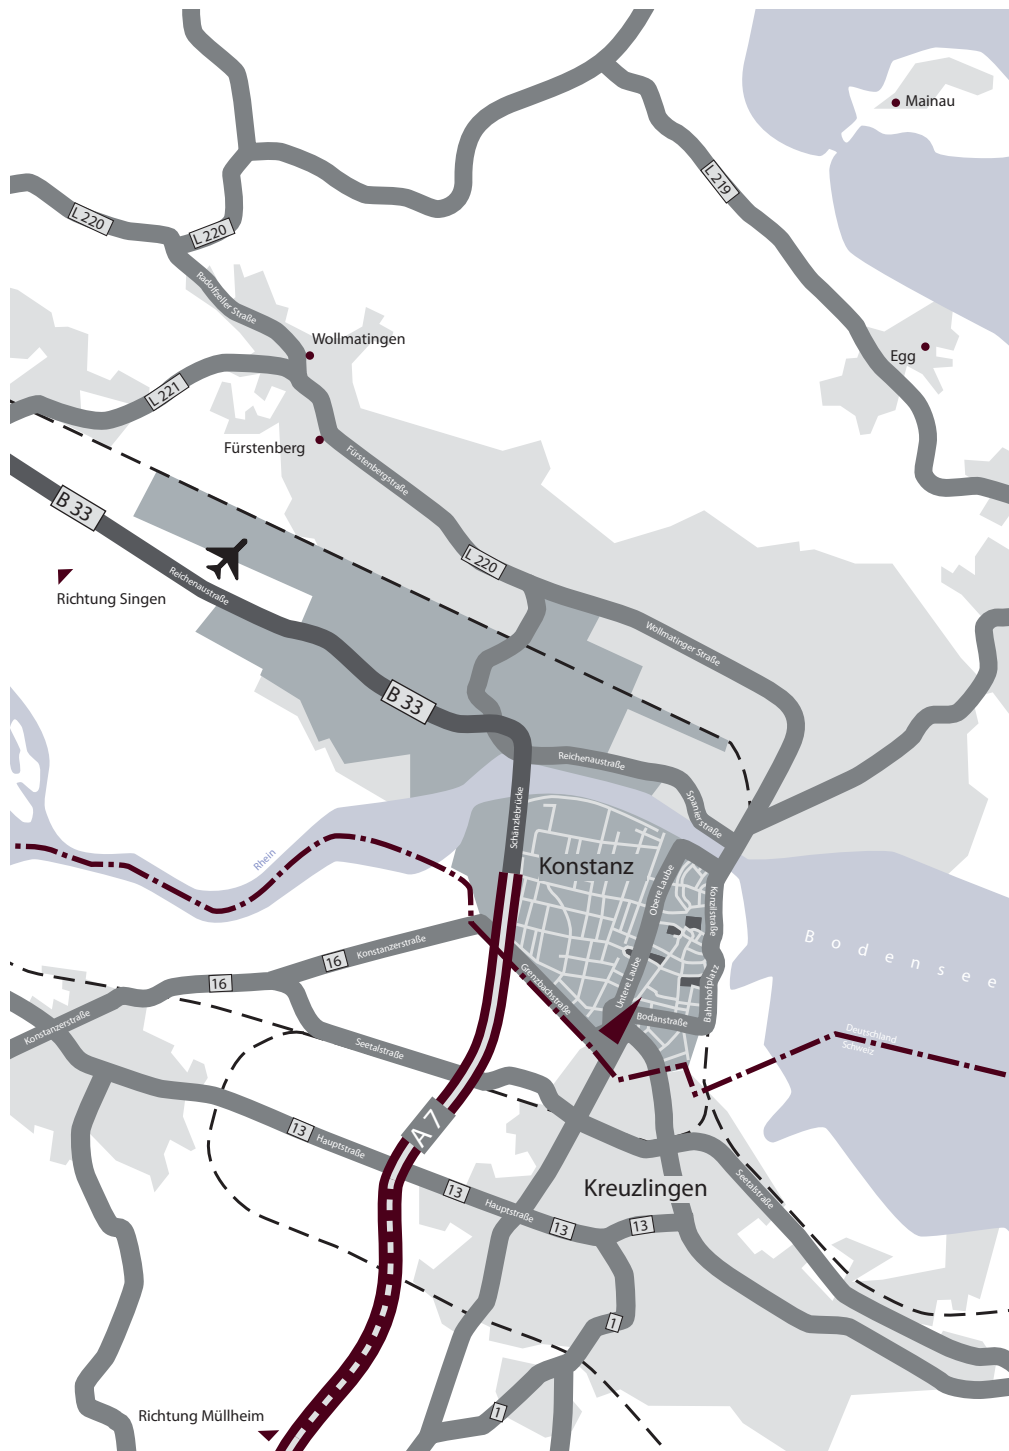 Mainau
L 219
L 220
L 220
Radolfzeller Straße
Wollmatingen
Egg
L 221
Fürstenberg
Fürstenbergstraße
B 33
L 220
Reichenaustraße
Richtung Singen
Wollmatinger Straße
B 33
Reichenaustraße
Spanierstraße
Schänzlebrücke
Rhein
Konstanz
Obere Laube
Konzilstraße
Bodensee
Konstanzerstraße
16
16
Grenzbachstraße
Untere Laube
Bahnhofplatz
Bodanstraße
Konstanzerstraße
Seetalstraße
Deutschland
Schweiz
A 7
13
Hauptstraße
Kreuzlingen
Seetalstraße
13
Hauptstraße
13
13
1
1
Richtung Müllheim